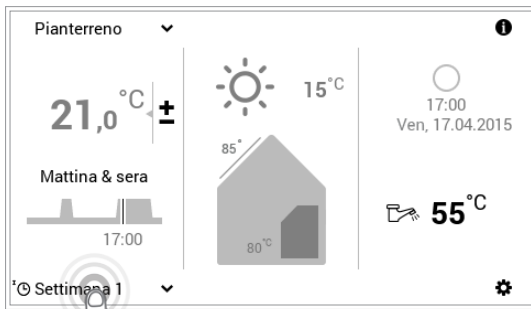 Pianterreno
21,0 °C ±
Mattina & sera
17:00
15°C
85°
80°C
17:00
Ven, 17.04.2015
55°C
Settimana 1